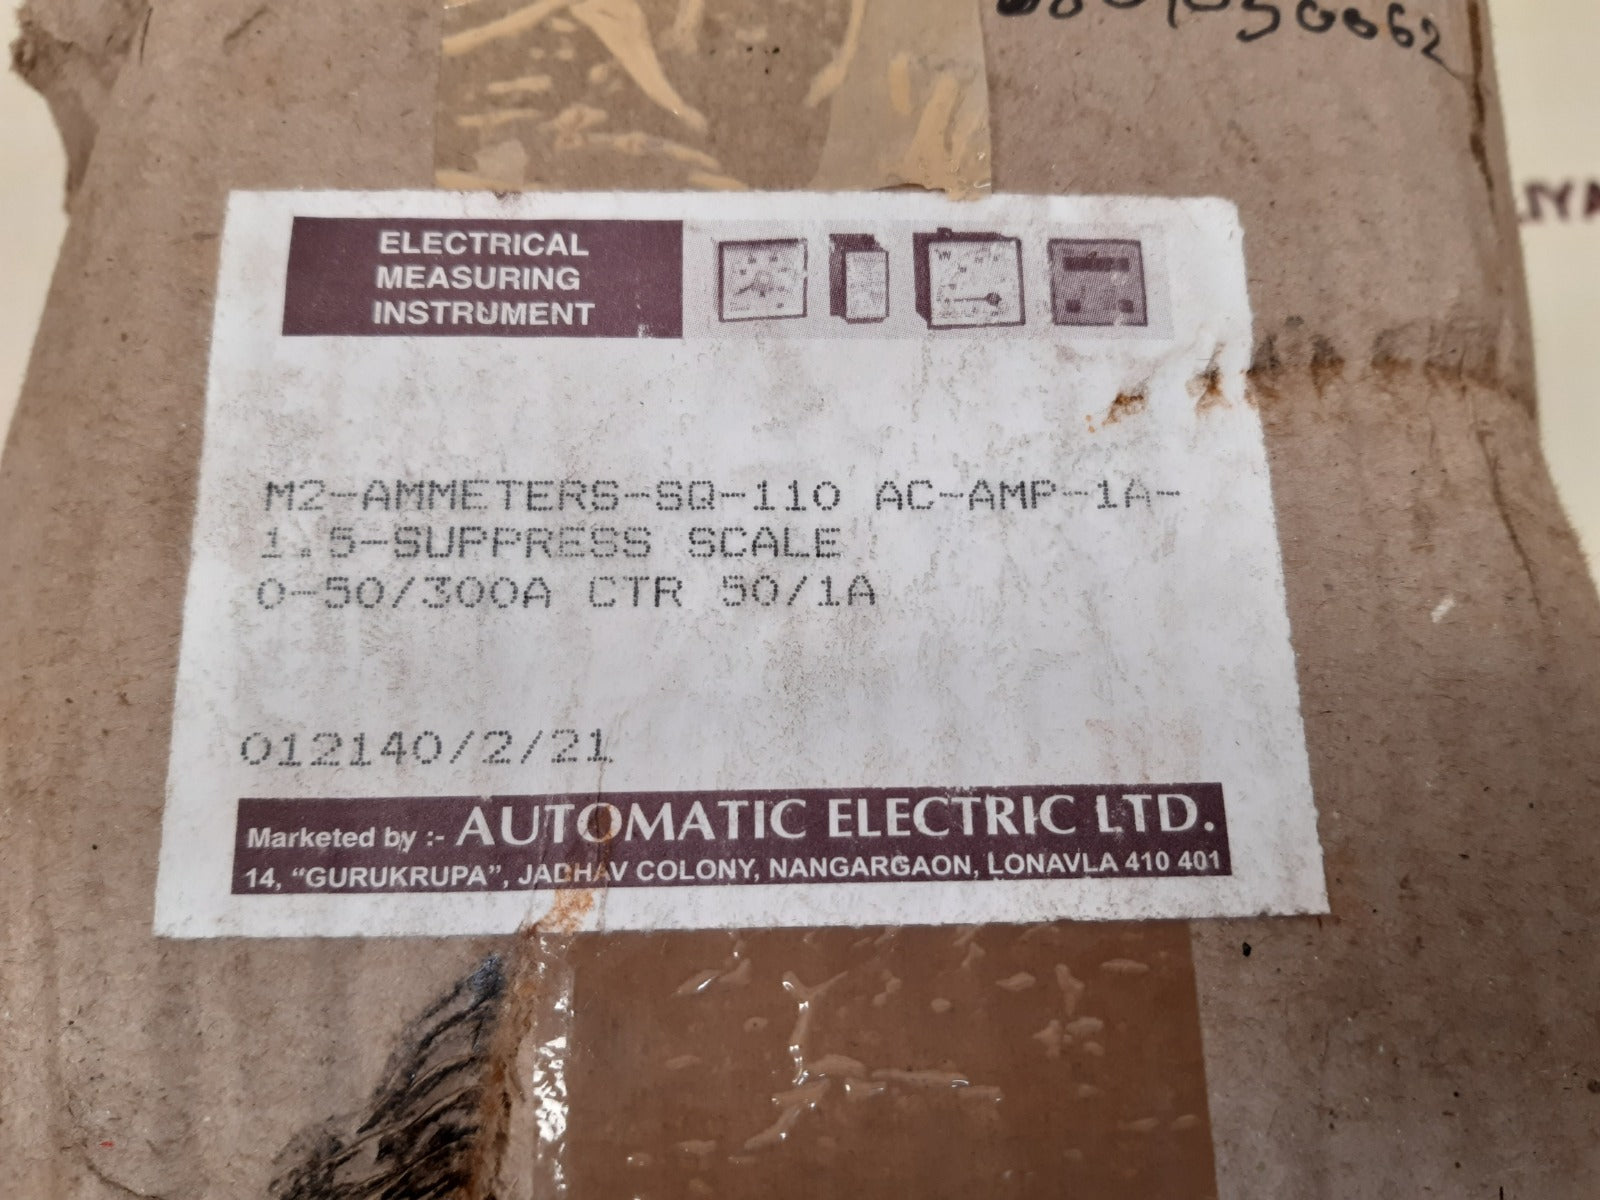 ELECTRICAL
MEASURING
INSTRUMENT
M2-AMMETERS-SQ-110 AC-AMP-1A-
1.5-SUPPRESS SCALE
0-50/300A CTR 50/1A
012140/2/21
Marketed by :- AUTOMATIC ELECTRIC LTD.
14, “GURUKRUPA”, JADHAV COLONY, NANGARGAON, LONAVLA 410 401